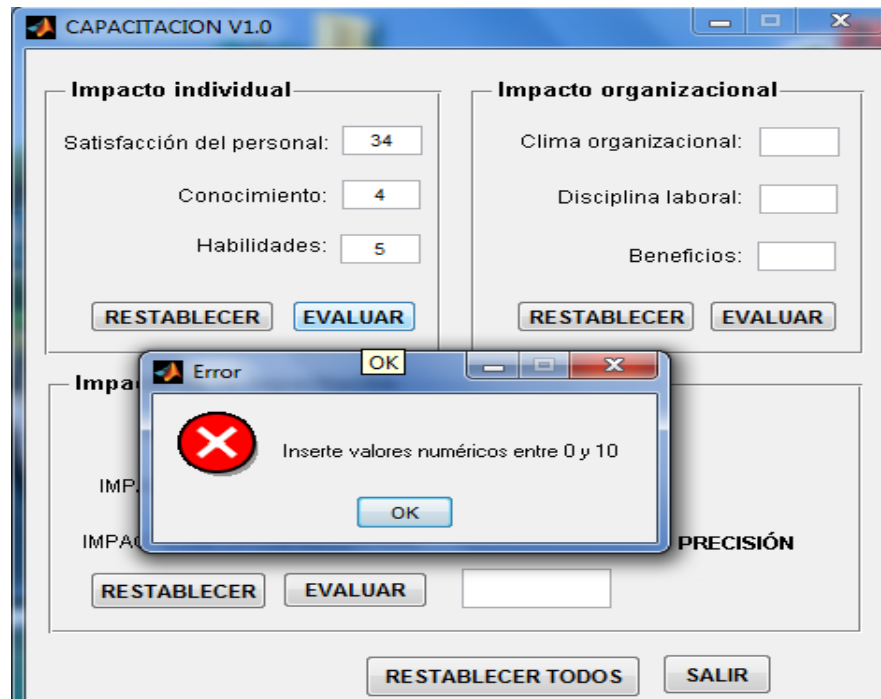 CAPACITACION V1.0
Impacto individual
Satisfacción del personal: 34
Conocimiento: 4
Habilidades: 5
RESTABLECER EVALUAR
Impacto organizacional
Clima organizacional:
Disciplina laboral:
Beneficios:
RESTABLECER EVALUAR
OK
Error
Inserte valores numéricos entre 0 y 10
OK
PRECISIÓN
RESTABLECER EVALUAR
RESTABLECER TODOS SALIR